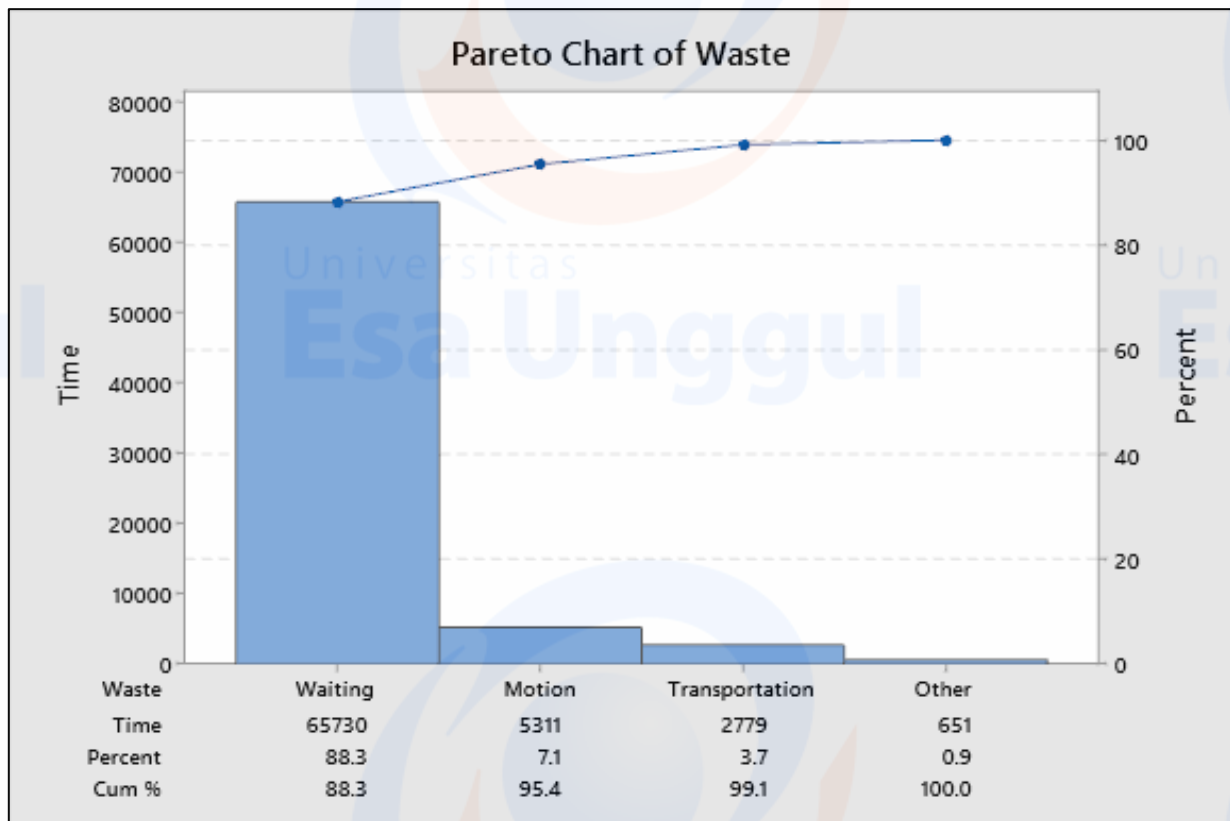 Pareto Chart of Waste
80000
70000
60000
50000
40000
30000
20000
10000
0
Time
100
80
60
40
20
0
Percent
Universitas
Esa Unggul
l
Un
Es
Waste Waiting Motion Transportation Other
Time 65730 5311 2779 651
Percent 88.3 7.1 3.7 0.9
Cum % 88.3 95.4 99.1 100.0